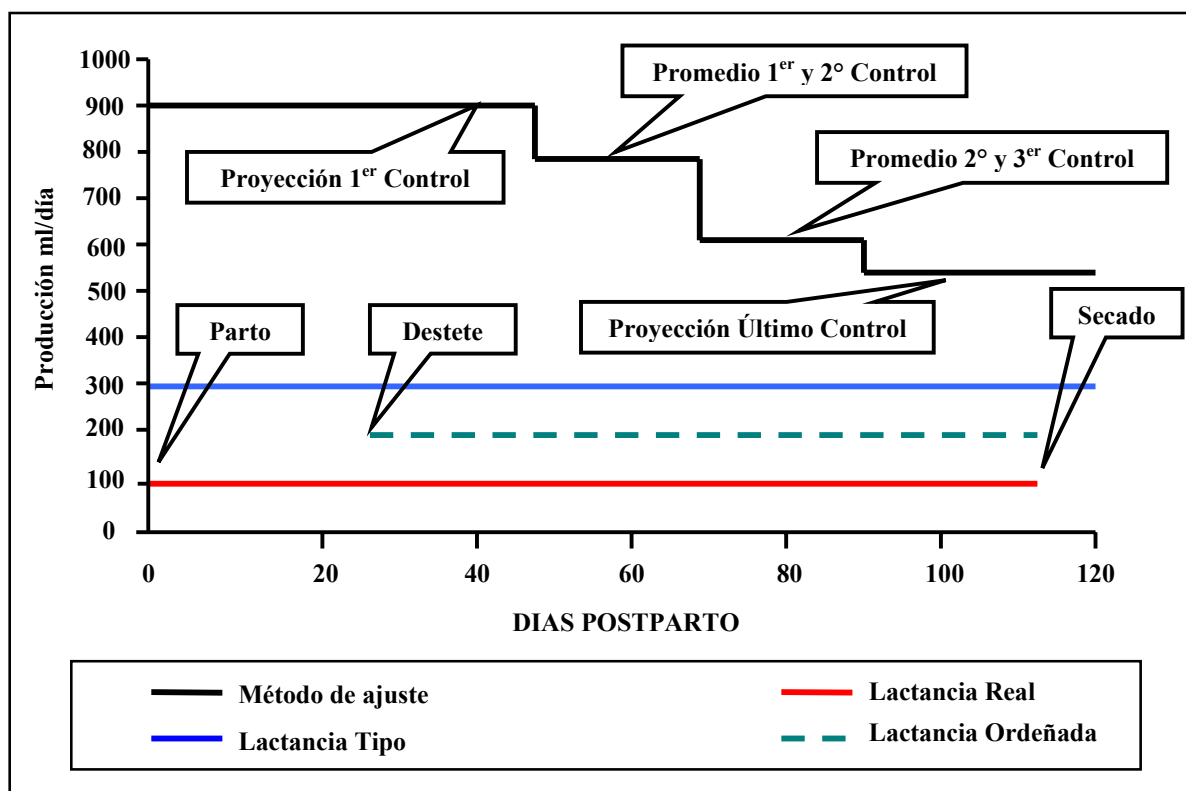 Producción ml/día
1000
900
800
700
600
500
400
300
200
100
0
Promedio 1er y 2° Control
Proyección 1er Control
Promedio 2° y 3er Control
Proyección Último Control
Parto
Destete
Secado
0 20 40 60 80 100 120
DIAS POSTPARTO
Método de ajuste
Lactancia Real
Lactancia Tipo
Lactancia Ordeñada